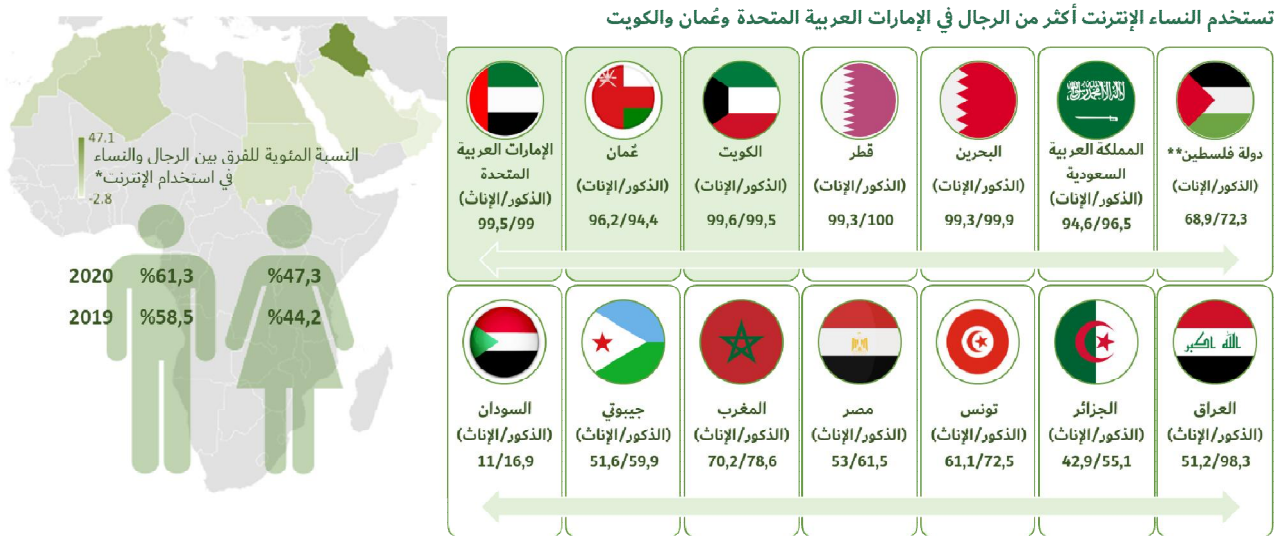 تستخدم النساء الإنترنت أكثر من الرجال في الإمارات العربية المتحدة وعُمان والكويت
دولة فلسطين**
(الذكور/الإناث)
68,9/72,3
المملكة العربية
السعودية
(الذكور/الإناث)
94,6/96,5
البحرين
(الذكور/الإناث)
99,3/99,9
قطر
(الذكور/الإناث)
99,3/100
الكويت
(الذكور/الإناث)
99,6/99,5
عُمان
(الذكور/الإناث)
96,2/94,4
الإمارات العربية
المتحدة
(الذكور/الإناث)
99,5/99
العراق
(الذكور/الإناث)
51,2/98,3
الجزائر
(الذكور/الإناث)
42,9/55,1
تونس
(الذكور/الإناث)
61,1/72,5
مصر
(الذكور/الإناث)
53/61,5
المغرب
(الذكور/الإناث)
70,2/78,6
جيبوتي
(الذكور/الإناث)
51,6/59,9
السودان
(الذكور/الإناث)
11/16,9
47.1
النسبة المئوية للفرق بين الرجال والنساء
في استخدام الإنترنت*
-2.8
2020 %61,3 %47,3
2019 %58,5 %44,2